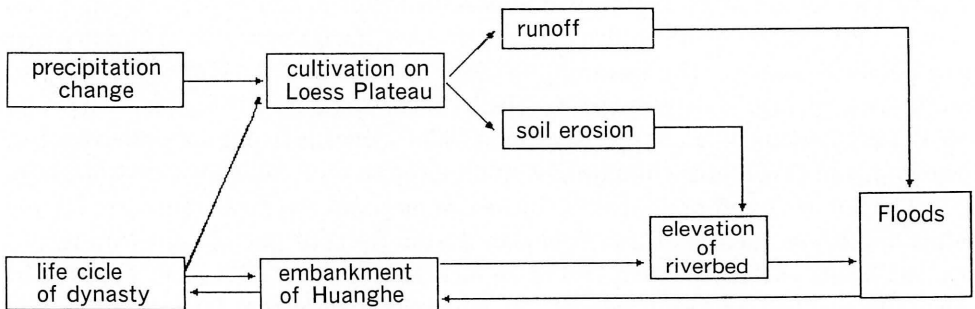 runoff
precipitation
change
cultivation on
Loess Plateau
soil erosion
Floods
elevation
of
riverbed
life cicle
of dynasty
embankment
of Huanghe